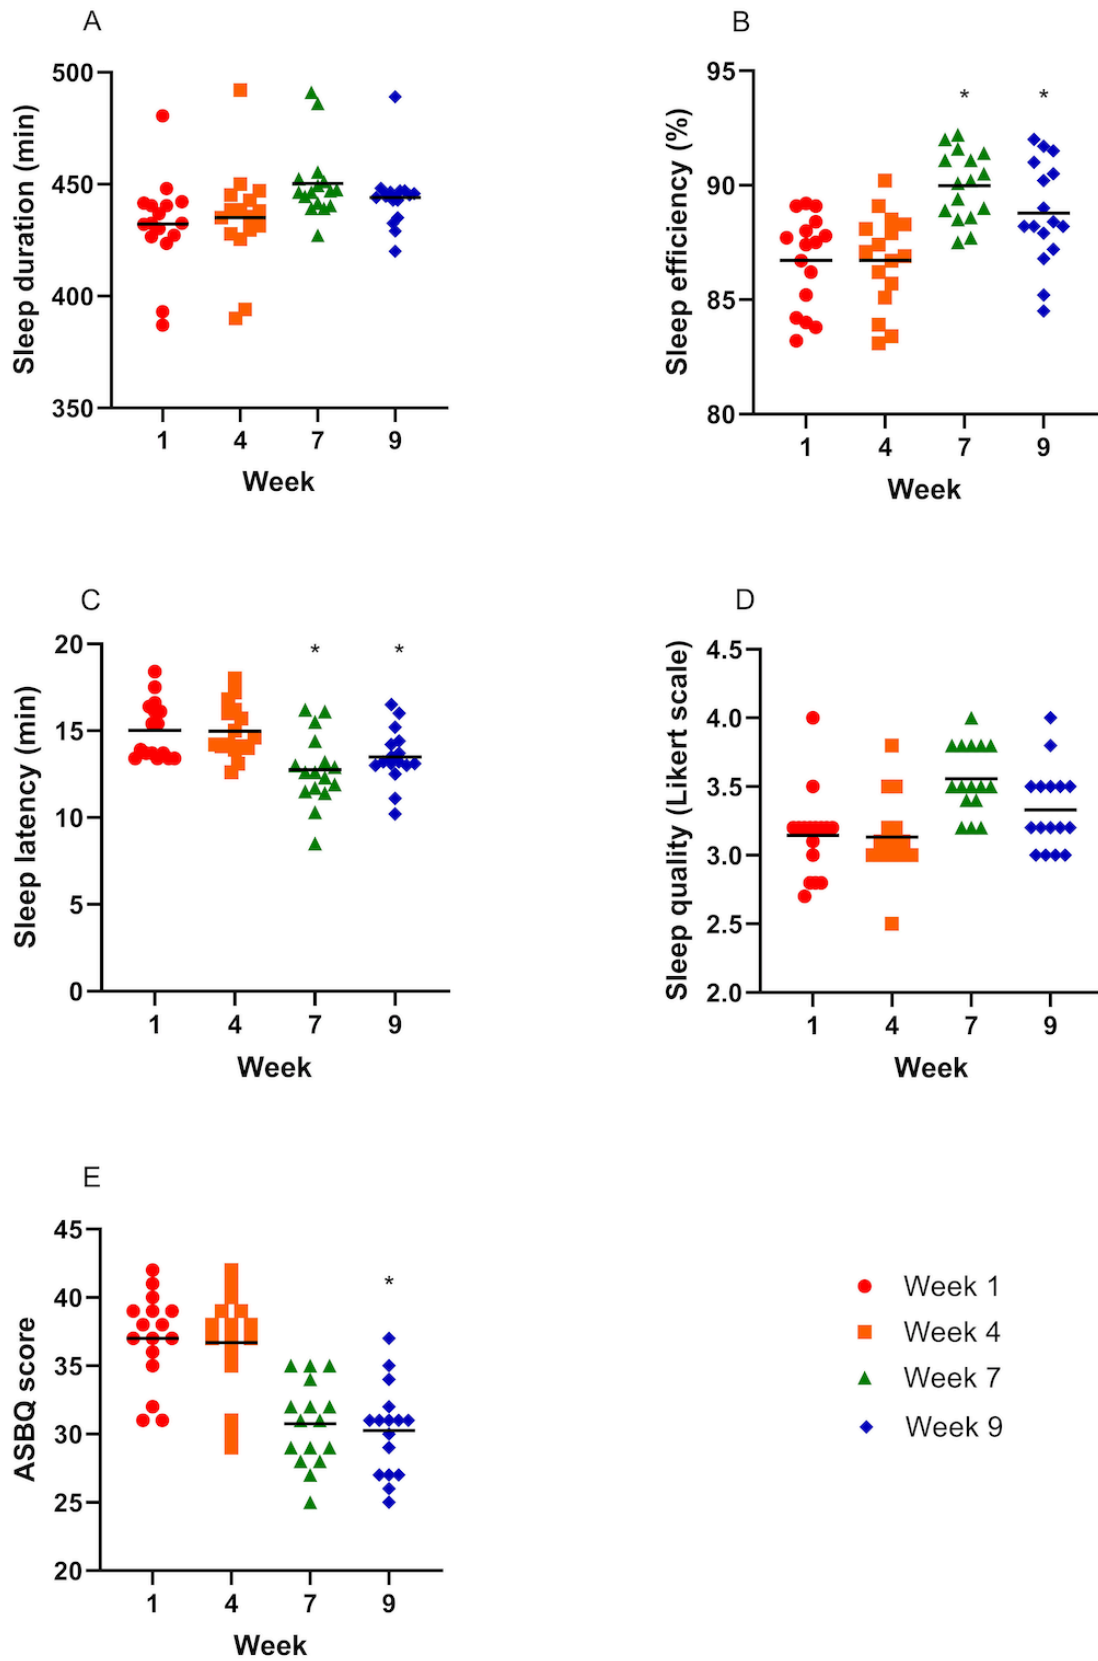 A
Sleep duration (min)
500
450
400
350
1 4 7 9
Week
B
Sleep efficiency (%)
95
90
85
80
* *
1 4 7 9
Week
C
Sleep latency (min)
20
15
10
5
0
* *
1 4 7 9
Week
D
Sleep quality (Likert scale)
4.5
4.0
3.5
3.0
2.5
2.0
1 4 7 9
Week
E
ASBQ score
45
40
35
30
25
20
*
1 4 7 9
Week
Week 1
Week 4
Week 7
Week 9